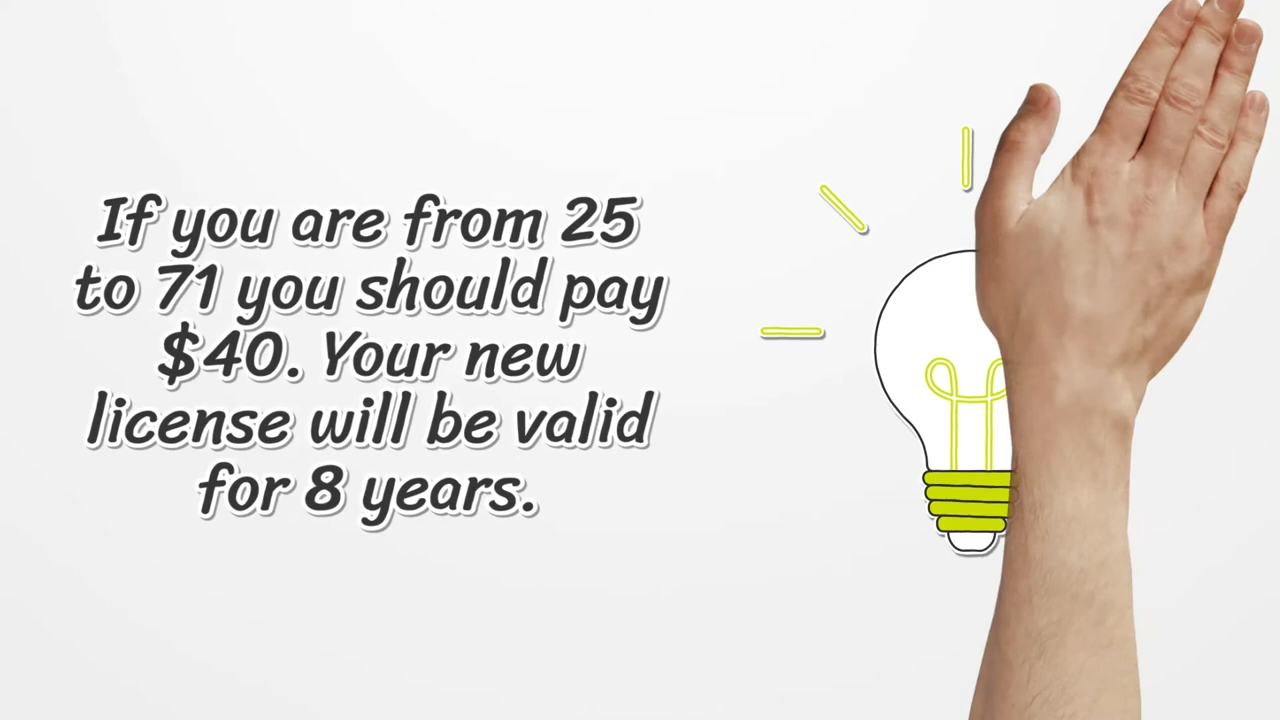 If you are from 25
to 71 you should pay
$40. Your new
license will be valid
for 8 years.